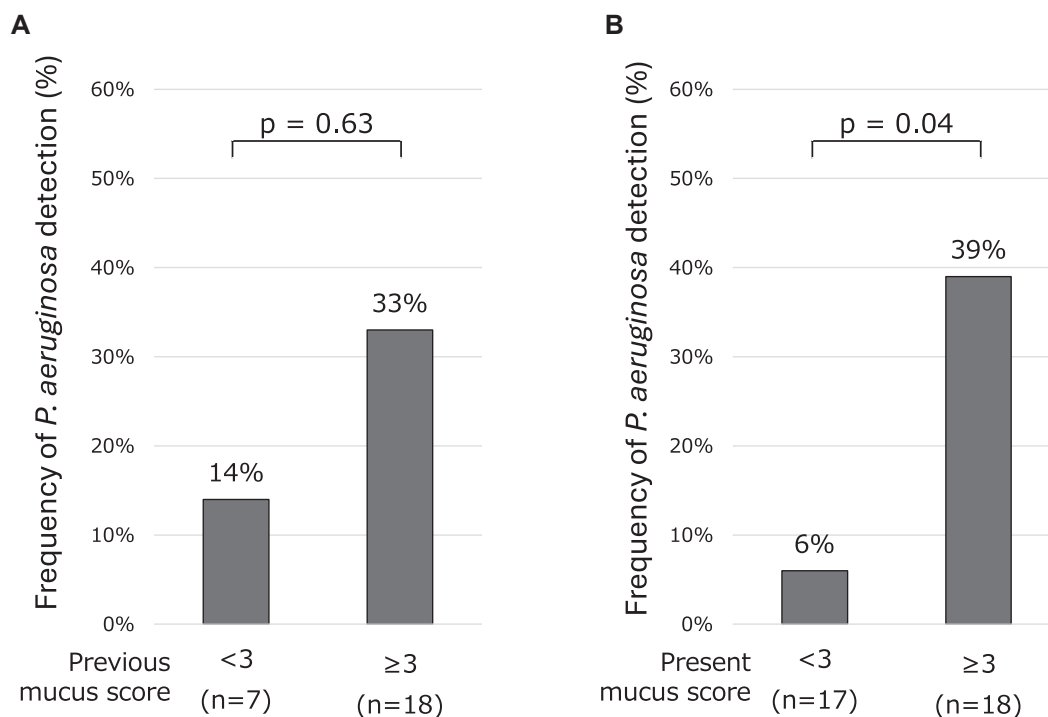 A
Frequency of P. aeruginosa detection (%)
60%
50%
40%
30%
20%
10%
0%
p = 0.63
14%
33%
Previous
mucus score
<3
(n=7)
≥3
(n=18)
B
Frequency of P. aeruginosa detection (%)
60%
50%
40%
30%
20%
10%
0%
p = 0.04
6%
39%
Present
mucus score
<3
(n=17)
≥3
(n=18)